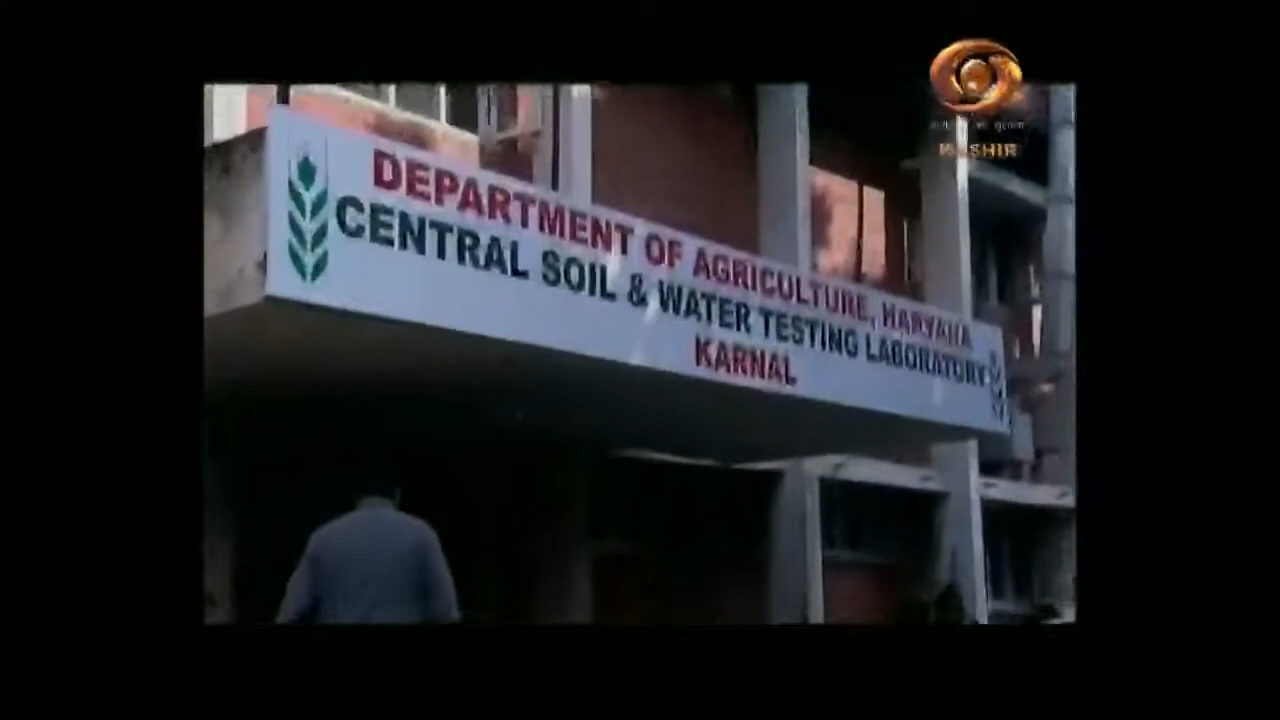 DEPARTMENT OF AGRICULTURE, HARYANA
CENTRAL SOIL & WATER TESTING LABORATORY
KARNAL
KASHIR